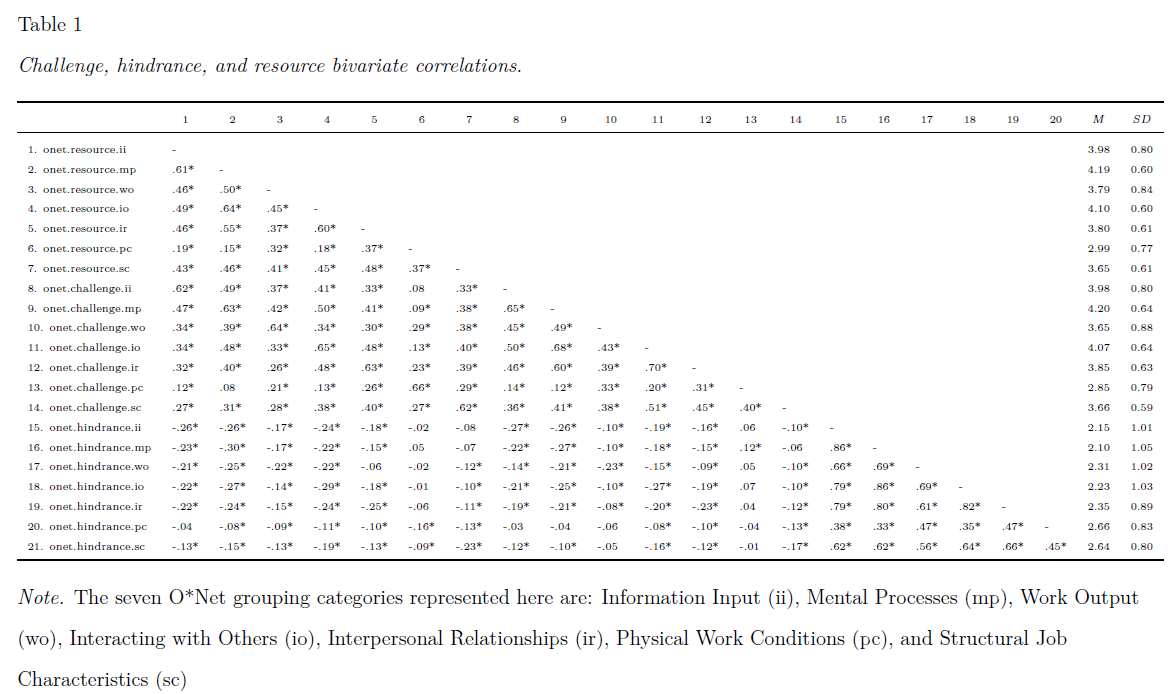 Table 1
Challenge, hindrance, and resource bivariate correlations.
1 2 3 4 5 6 7 8 9 10 11 12 13 14 15 16 17 18 19 20 M SD
1. onet.resource.ii - 3.98 0.80
2. onet.resource.mp .61* - 4.19 0.60
3. onet.resource.wo .46* .50* - 3.79 0.84
4. onet.resource.io .49* .64* .45* - 4.10 0.60
5. onet.resource.ir .46* .55* .37* .60* - 3.80 0.61
6. onet.resource.pc .19* .15* .32* .18* .37* - 2.99 0.77
7. onet.resource.sc .43* .46* .41* .45* .48* .37* - 3.65 0.61
8. onet.challenge.ii .62* .49* .37* .41* .33* .08 .33* - 3.98 0.80
9. onet.challenge.mp .47* .63* .42* .50* .41* .09* .38* .65* - 4.20 0.64
10. onet.challenge.wo .34* .39* .64* .34* .30* .29* .38* .45* .49* - 3.65 0.88
11. onet.challenge.io .34* .48* .33* .65* .48* .13* .40* .50* .68* .43* - 4.07 0.64
12. onet.challenge.ir .32* .40* .26* .48* .63* .23* .39* .46* .60* .39* .70* - 3.85 0.63
13. onet.challenge.pc .12* .08 .21* .13* .26* .66* .29* .14* .12* .33* .20* .31* - 2.85 0.79
14. onet.challenge.sc .27* .31* .28* .38* .40* .27* .62* .36* .41* .38* .51* .45* .40* - 3.66 0.59
15. onet.hindrance.ii -.26* -.26* -.17* -.24* -.18* -.02 -.08 -.27* -.26* -.10* -.19* -.16* .06 -.10* - 2.15 1.01
16. onet.hindrance.mp -.23* -.30* -.17* -.22* -.15* .05 -.07 -.22* -.27* -.10* -.18* -.15* .12* -.06 .86* - 2.10 1.05
17. onet.hindrance.wo -.21* -.25* -.22* -.22* -.06 -.02 -.12* -.14* -.21* -.23* -.15* -.09* .05 -.10* .66* .69* - 2.31 1.02
18. onet.hindrance.io -.22* -.27* -.14* -.29* -.18* -.01 -.10* -.21* -.25* -.10* -.27* -.19* .07 -.10* .79* .86* .69* - 2.23 1.03
19. onet.hindrance.ir -.22* -.24* -.15* -.24* -.25* -.06 -.11* -.19* -.21* -.08* -.20* -.23* .04 -.12* .79* .80* .61* .82* - 2.35 0.89
20. onet.hindrance.pc -.04 -.08* -.09* -.11* -.10* -.16* -.13* -.03 -.04 -.06 -.08* -.10* -.04 -.13* .38* .33* .47* .35* .47* - 2.66 0.83
21. onet.hindrance.sc -.13* -.15* -.13* -.19* -.13* -.09* -.23* -.12* -.10* -.05 -.16* -.12* -.01 -.17* .62* .62* .56* .64* .66* .45* 2.64 0.80
Note. The seven O*Net grouping categories represented here are: Information Input (ii), Mental Processes (mp), Work Output
(wo), Interacting with Others (io), Interpersonal Relationships (ir), Physical Work Conditions (pc), and Structural Job
Characteristics (sc)